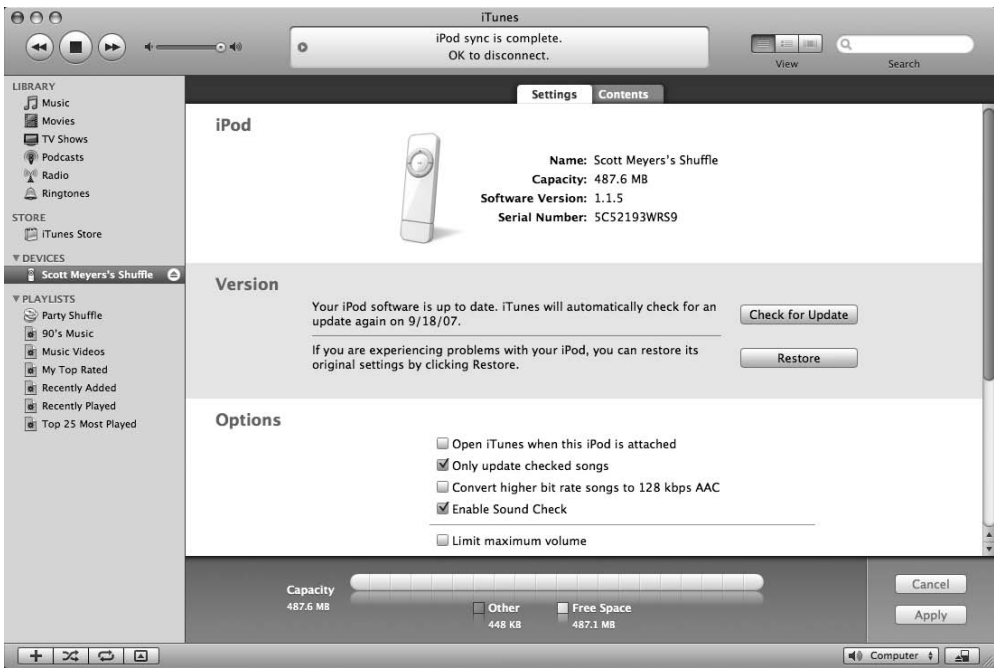 iTunes
iPod sync is complete.
OK to disconnect.
View
Search
LIBRARY
Music
Movies
TV Shows
Podcasts
Radio
Ringtones
STORE
iTunes Store
DEVICES
Scott Meyers's Shuffle
PLAYLISTS
Party Shuffle
90's Music
Music Videos
My Top Rated
Recently Added
Recently Played
Top 25 Most Played
Settings
Contents
iPod
Name: Scott Meyers's Shuffle
Capacity: 487.6 MB
Software Version: 1.1.5
Serial Number: 5C52193WRS9
Version
Your iPod software is up to date. iTunes will automatically check for an
update again on 9/18/07.
Check for Update
If you are experiencing problems with your iPod, you can restore its
original settings by clicking Restore.
Restore
Options
Open iTunes when this iPod is attached
Only update checked songs
Convert higher bit rate songs to 128 kbps AAC
Enable Sound Check
Limit maximum volume
Capacity
487.6 MB
Other
448 KB
Free Space
487.1 MB
Cancel
Apply
Computer